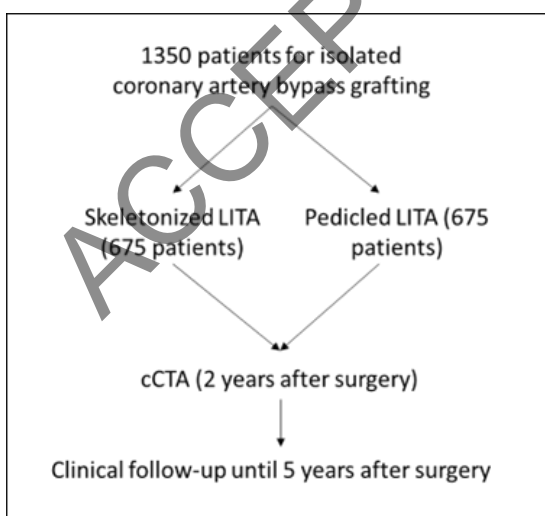 1350 patients for isolated
coronary artery bypass grafting
Skeletonized LITA
(675 patients)
Pedicled LITA (675
patients)
cCTA (2 years after surgery)
Clinical follow-up until 5 years after surgery